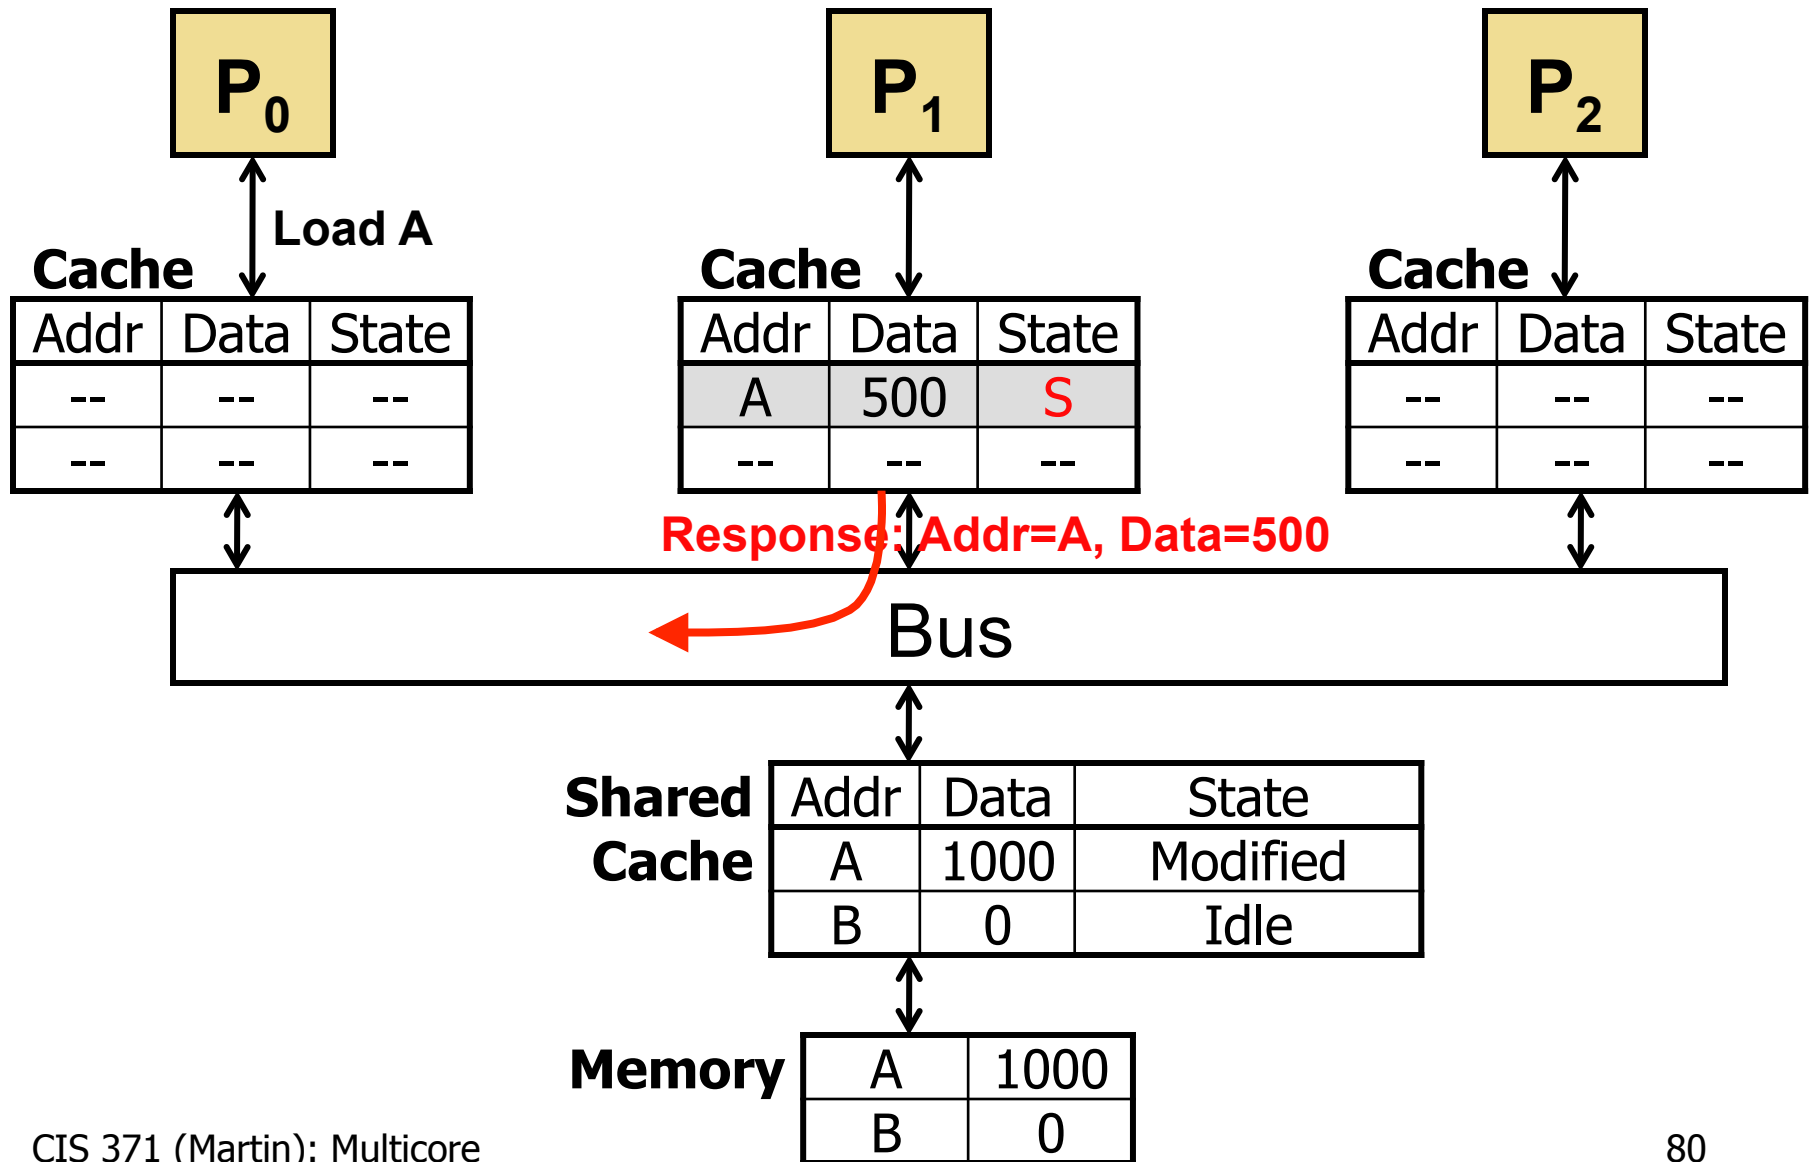 P0 P1 P2
Load A
Cache Cache Cache
Addr Data State Addr Data State Addr Data State
-- -- -- A 500 S -- -- --
-- -- -- -- -- -- -- -- --
Response: Addr=A, Data=500
Bus
Shared Addr Data State
Cache A 1000 Modified
B 0 Idle
Memory A 1000
B 0
CIS 371 (Martin): Multicore 80